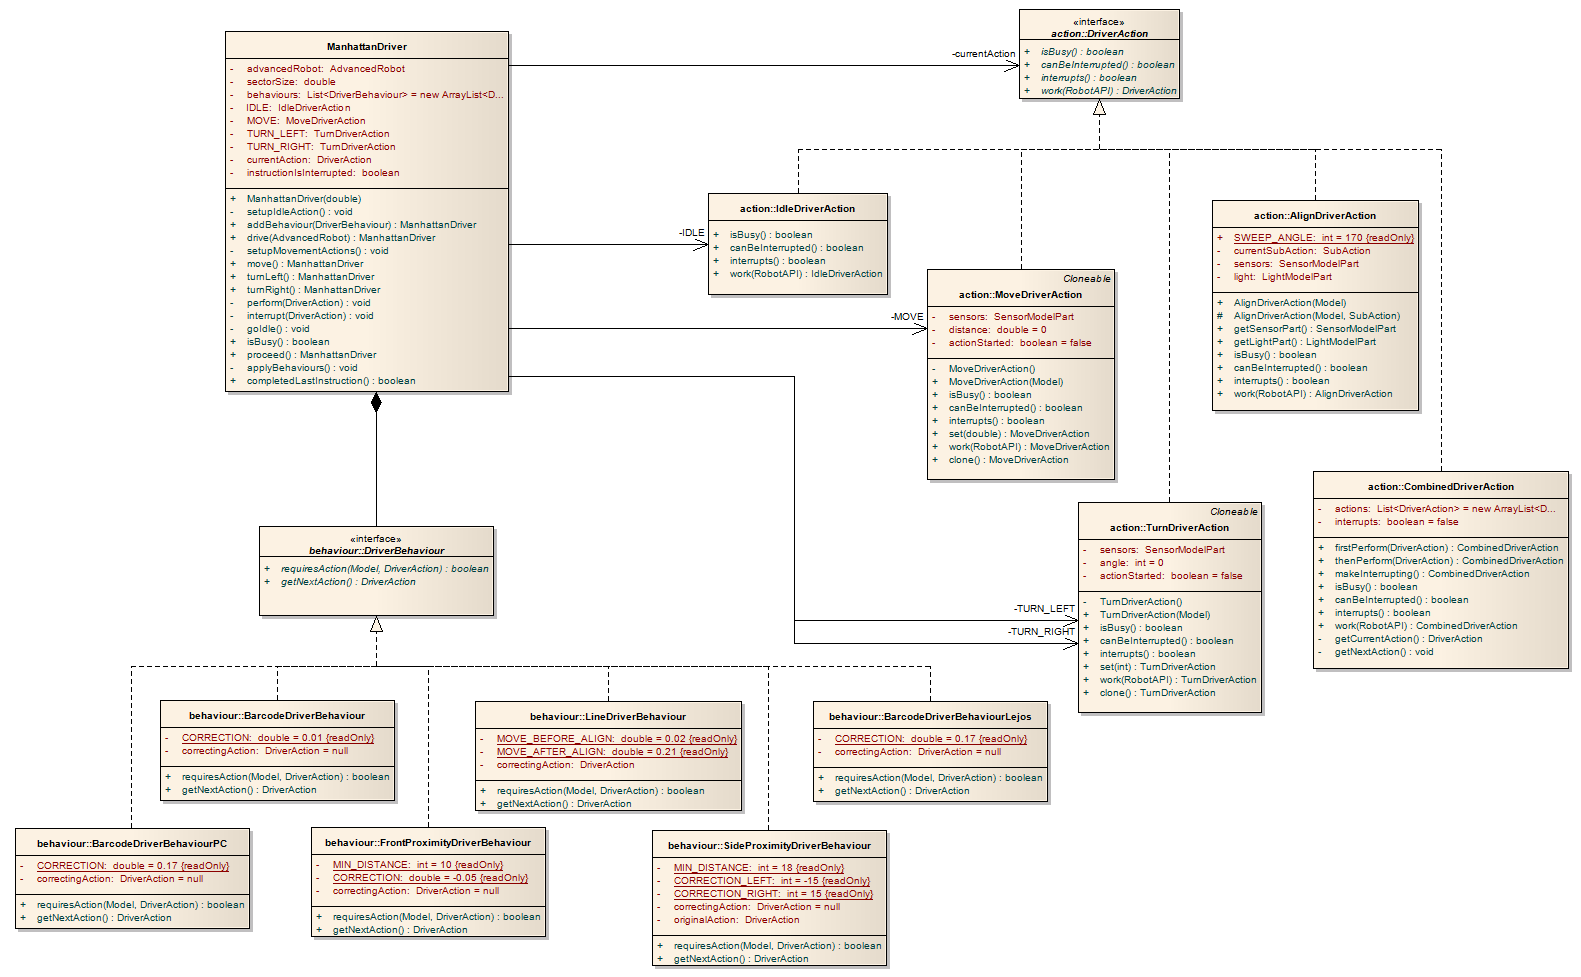 ManhattanDriver
- advancedRobot: AdvancedRobot
- sectorSize: double
- behaviours: List<DriverBehaviour> = new ArrayList<D...
- IDLE: IdleDriverAction
- MOVE: MoveDriverAction
- TURN_LEFT: TurnDriverAction
- TURN_RIGHT: TurnDriverAction
- currentAction: DriverAction
- instructionIsInterrupted: boolean
+ ManhattanDriver(double)
- setupIdleAction() : void
+ addBehaviour(DriverBehaviour) : ManhattanDriver
+ drive(AdvancedRobot) : ManhattanDriver
- setupMovementActions() : void
+ move() : ManhattanDriver
+ turnLeft() : ManhattanDriver
+ turnRight() : ManhattanDriver
- perform(DriverAction) : void
- interrupt(DriverAction) : void
- goIdle() : void
+ isBusy() : boolean
+ proceed() : ManhattanDriver
- applyBehaviours() : void
+ completedLastInstruction() : boolean
-currentAction
«interface»
action::DriverAction
+ isBusy() : boolean
+ canBeInterrupted() : boolean
+ interrupts() : boolean
+ work(RobotAPI) : DriverAction
-IDLE
action::IdleDriverAction
+ isBusy() : boolean
+ canBeInterrupted() : boolean
+ interrupts() : boolean
+ work(RobotAPI) : IdleDriverAction
-MOVE
Cloneable
action::MoveDriverAction
- sensors: SensorModelPart
- distance: double = 0
- actionStarted: boolean = false
- MoveDriverAction()
+ MoveDriverAction(Model)
+ isBusy() : boolean
+ canBeInterrupted() : boolean
+ interrupts() : boolean
+ set(double) : MoveDriverAction
+ work(RobotAPI) : MoveDriverAction
+ clone() : MoveDriverAction
action::AlignDriverAction
+ SWEEP_ANGLE: int = 170 {readOnly}
- currentSubAction: SubAction
- sensors: SensorModelPart
- light: LightModelPart
+ AlignDriverAction(Model)
# AlignDriverAction(Model, SubAction)
+ getSensorPart() : SensorModelPart
+ getLightPart() : LightModelPart
+ isBusy() : boolean
+ canBeInterrupted() : boolean
+ interrupts() : boolean
+ work(RobotAPI) : AlignDriverAction
-TURN_LEFT
-TURN_RIGHT
Cloneable
action::TurnDriverAction
- sensors: SensorModelPart
- angle: int = 0
- actionStarted: boolean = false
- TurnDriverAction()
+ TurnDriverAction(Model)
+ isBusy() : boolean
+ canBeInterrupted() : boolean
+ interrupts() : boolean
+ set(int) : TurnDriverAction
+ work(RobotAPI) : TurnDriverAction
+ clone() : TurnDriverAction
action::CombinedDriverAction
- actions: List<DriverAction> = new ArrayList<D...
- interrupts: boolean = false
+ firstPerform(DriverAction) : CombinedDriverAction
+ thenPerform(DriverAction) : CombinedDriverAction
+ makeInterrupting() : CombinedDriverAction
+ isBusy() : boolean
+ canBeInterrupted() : boolean
+ interrupts() : boolean
+ work(RobotAPI) : CombinedDriverAction
- getCurrentAction() : DriverAction
- getNextAction() : void
«interface»
behaviour::DriverBehaviour
+ requiresAction(Model, DriverAction) : boolean
+ getNextAction() : DriverAction
behaviour::BarcodeDriverBehaviour
- CORRECTION: double = 0.01 {readOnly}
- correctingAction: DriverAction = null
+ requiresAction(Model, DriverAction) : boolean
+ getNextAction() : DriverAction
behaviour::LineDriverBehaviour
- MOVE_BEFORE_ALIGN: double = 0.02 {readOnly}
- MOVE_AFTER_ALIGN: double = 0.21 {readOnly}
- correctingAction: DriverAction
+ requiresAction(Model, DriverAction) : boolean
+ getNextAction() : DriverAction
behaviour::BarcodeDriverBehaviourLejos
- CORRECTION: double = 0.17 {readOnly}
- correctingAction: DriverAction = null
+ requiresAction(Model, DriverAction) : boolean
+ getNextAction() : DriverAction
behaviour::BarcodeDriverBehaviourPC
- CORRECTION: double = 0.17 {readOnly}
- correctingAction: DriverAction = null
+ requiresAction(Model, DriverAction) : boolean
+ getNextAction() : DriverAction
behaviour::FrontProximityDriverBehaviour
- MIN_DISTANCE: int = 10 {readOnly}
- CORRECTION: double = -0.05 {readOnly}
- correctingAction: DriverAction = null
+ requiresAction(Model, DriverAction) : boolean
+ getNextAction() : DriverAction
behaviour::SideProximityDriverBehaviour
- MIN_DISTANCE: int = 18 {readOnly}
- CORRECTION_LEFT: int = -15 {readOnly}
- CORRECTION_RIGHT: int = 15 {readOnly}
- correctingAction: DriverAction = null
- originalAction: DriverAction
+ requiresAction(Model, DriverAction) : boolean
+ getNextAction() : DriverAction